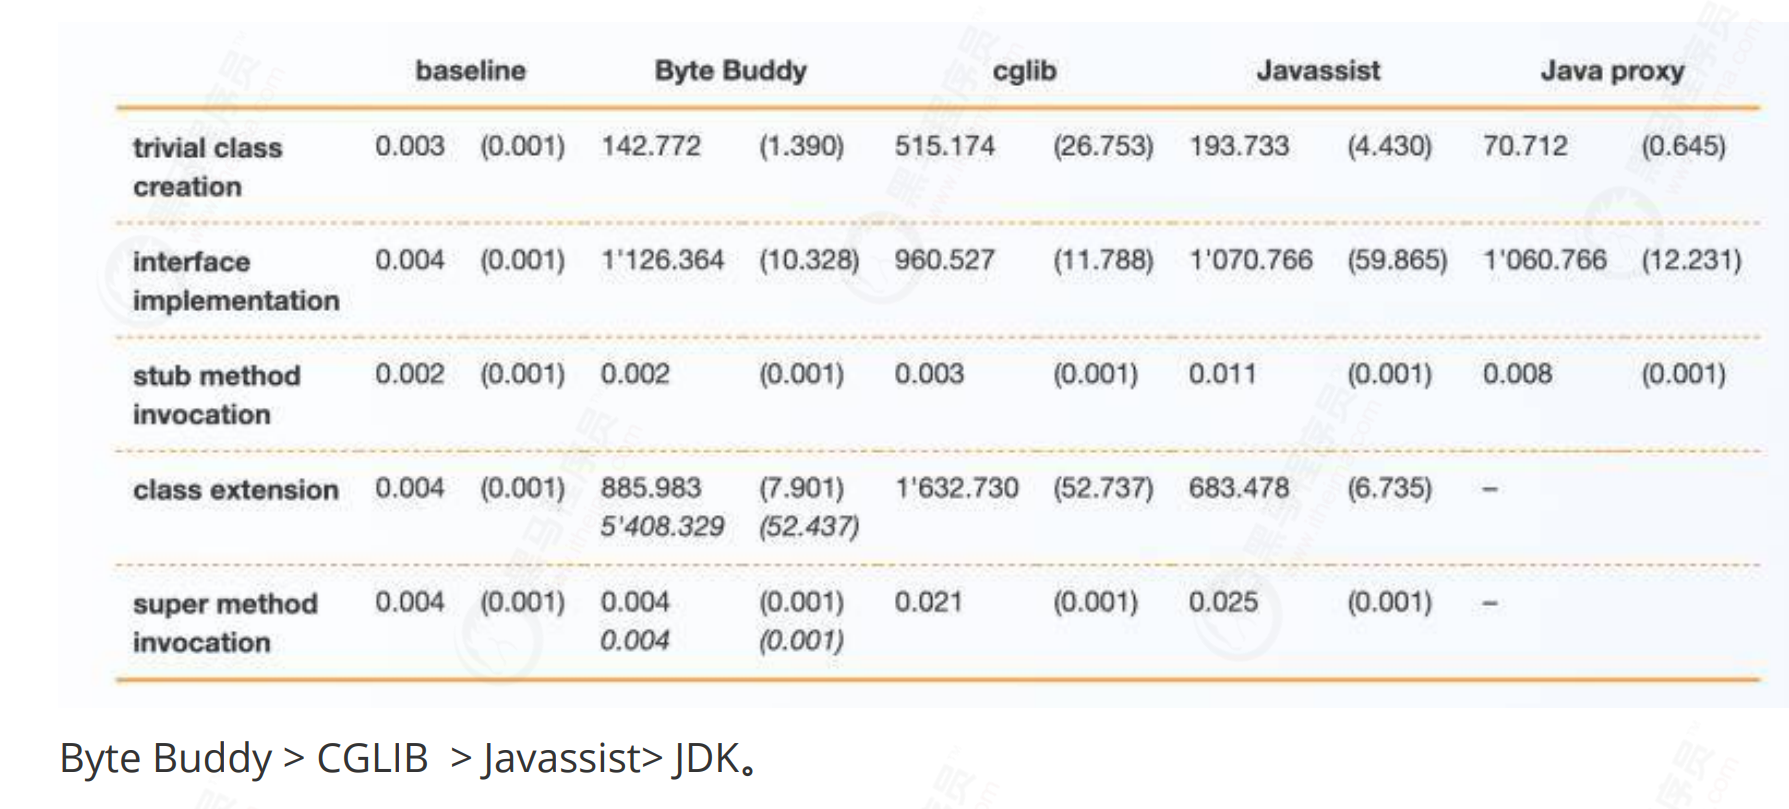 baseline Byte Buddy cglib Javassist Java proxy
trivial class 0.003 (0.001) 142.772 (1.390) 515.174 (26.753) 193.733 (4.430) 70.712 (0.645)
creation
interface 0.004 (0.001) 1'126.364 (10.328) 960.527 (11.788) 1'070.766 (59.865) 1'060.766 (12.231)
implementation
stub method 0.002 (0.001) 0.002 (0.001) 0.003 (0.001) 0.011 (0.001) 0.008 (0.001)
invocation
class extension 0.004 (0.001) 885.983 (7.901) 1'632.730 (52.737) 683.478 (6.735) –
5'408.329 (52.437)
super method 0.004 (0.001) 0.004 (0.001) 0.021 (0.001) 0.025 (0.001) –
invocation 0.004 (0.001)
Byte Buddy > CGLIB > Javassist> JDK。